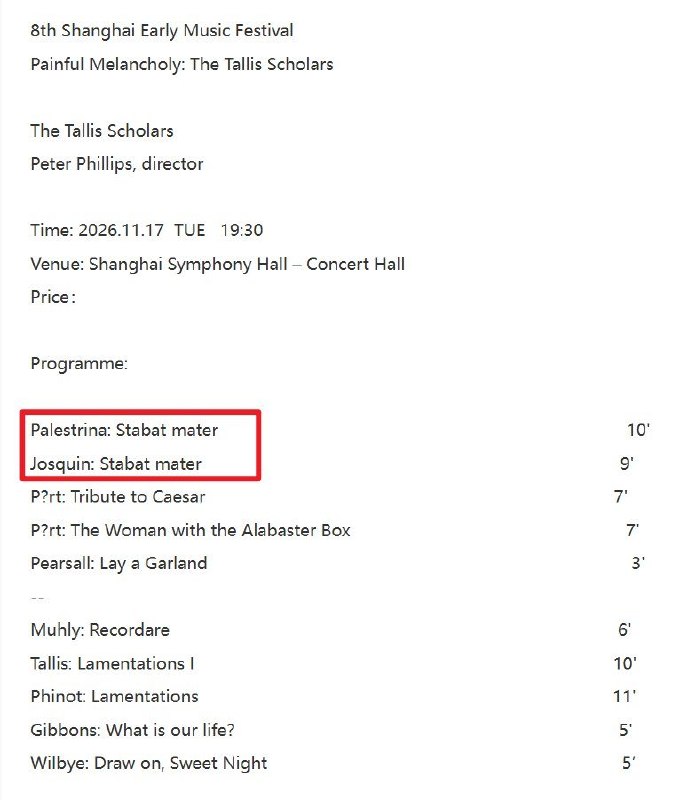 8th Shanghai Early Music Festival
Painful Melancholy: The Tallis Scholars
The Tallis Scholars
Peter Phillips, director
Time: 2026.11.17 TUE 19:30
Venue: Shanghai Symphony Hall – Concert Hall
Price:
Programme:
Palestrina: Stabat mater 10'
Josquin: Stabat mater 9'
P?rt: Tribute to Caesar 7'
P?rt: The Woman with the Alabaster Box 7'
Pearsall: Lay a Garland 3'
--
Muhly: Recordare 6'
Tallis: Lamentations I 10'
Phinot: Lamentations 11'
Gibbons: What is our life? 5'
Wilbye: Draw on, Sweet Night 5'